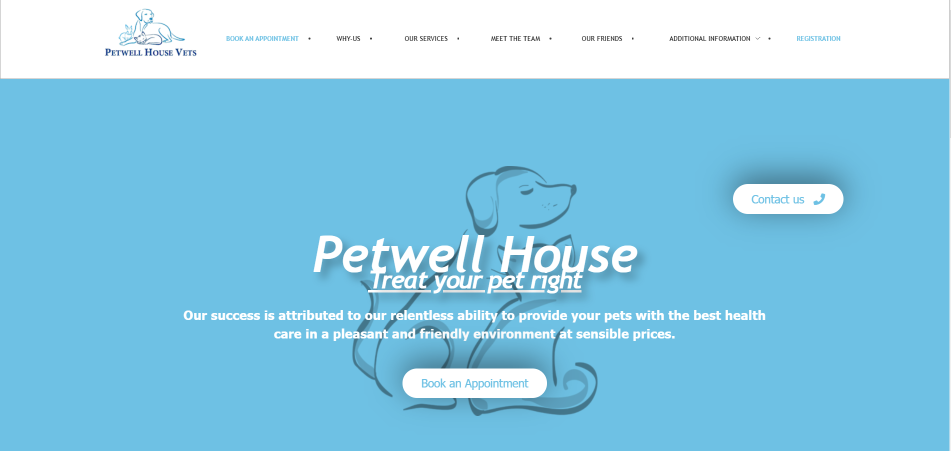 PETWELL HOUSE VETS
BOOK AN APPOINTMENT • WHY-US • OUR SERVICES • MEET THE TEAM • OUR FRIENDS • ADDITIONAL INFORMATION • REGISTRATION
Contact us
Petwell House
Treat your pet right
Our success is attributed to our relentless ability to provide your pets with the best health
care in a pleasant and friendly environment at sensible prices.
Book an Appointment